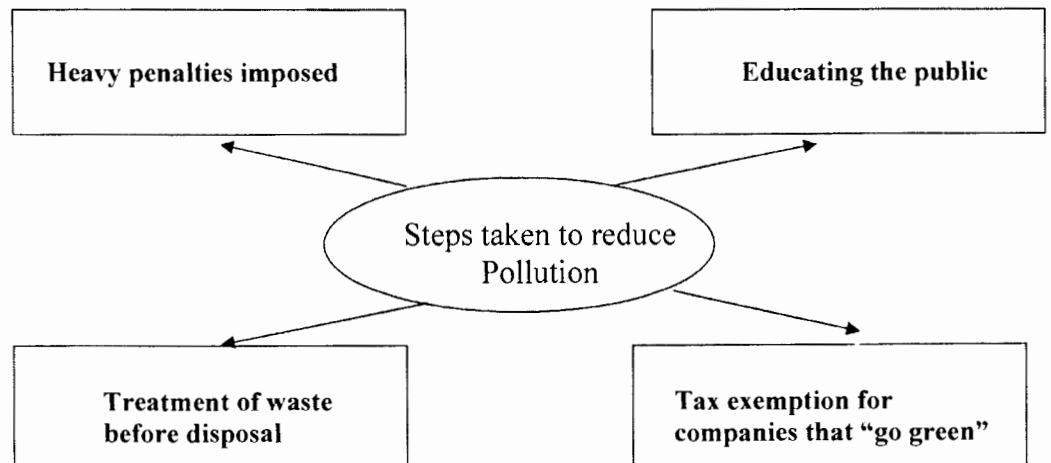 Heavy penalties imposed
Educating the public
Steps taken to reduce
Pollution
Treatment of waste
before disposal
Tax exemption for
companies that “go green”